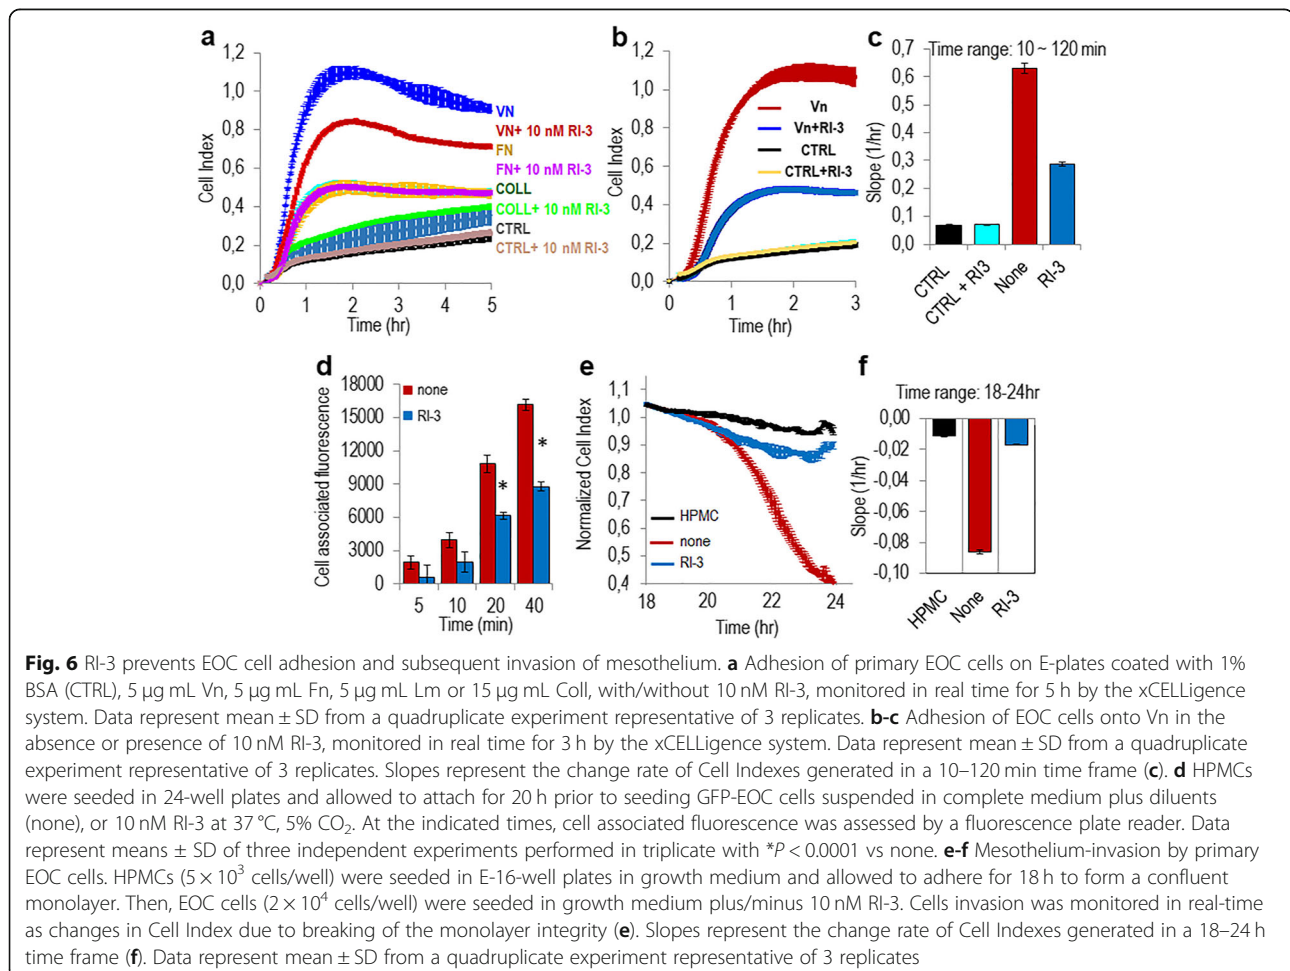 a
1,2
1,0
0,8
0,6
0,4
0,2
0,0
Cell Index
0 1 2 3 4 5
Time (hr)
VN
VN+ 10 nM RI-3
FN
FN+ 10 nM RI-3
COLL
COLL+ 10 nM RI-3
CTRL
CTRL+ 10 nM RI-3
b
1,2
1,0
0,8
0,6
0,4
0,2
0,0
Cell Index
0 1 2 3
Time (hr)
Vn
Vn+RI-3
CTRL
CTRL+RI-3
c
Time range: 10 ~ 120 min
0,7
0,6
0,4
0,3
0,1
0,0
Slope (1/hr)
CTRL
CTRL + RI3
None
RI-3
d
18000
15000
12000
9000
6000
3000
0
Cell associated fluorescence
none
RI-3
*
*
5 10 20 40
Time (min)
e
1,1
1,0
0,9
0,8
0,7
0,6
0,5
0,4
Normalized Cell Index
HPMC
none
RI-3
18 20 22 24
Time (hr)
f
Time range: 18-24hr
0,00
-0,02
-0,04
-0,06
-0,08
-0,10
Slope (1/hr)
HPMC
None
RI-3
Fig. 6 RI-3 prevents EOC cell adhesion and subsequent invasion of mesothelium. a Adhesion of primary EOC cells on E-plates coated with 1%
BSA (CTRL), 5 μg mL Vn, 5 μg mL Fn, 5 μg mL Lm or 15 μg mL Coll, with/without 10 nM RI-3, monitored in real time for 5 h by the xCELLigence
system. Data represent mean ± SD from a quadruplicate experiment representative of 3 replicates. b-c Adhesion of EOC cells onto Vn in the
absence or presence of 10 nM RI-3, monitored in real time for 3 h by the xCELLigence system. Data represent mean ± SD from a quadruplicate
experiment representative of 3 replicates. Slopes represent the change rate of Cell Indexes generated in a 10–120 min time frame (c). d HPMCs
were seeded in 24-well plates and allowed to attach for 20 h prior to seeding GFP-EOC cells suspended in complete medium plus diluents
(none), or 10 nM RI-3 at 37 °C, 5% CO₂. At the indicated times, cell associated fluorescence was assessed by a fluorescence plate reader. Data
represent means ± SD of three independent experiments performed in triplicate with *P < 0.0001 vs none. e-f Mesothelium-invasion by primary
EOC cells. HPMCs (5 × 10³ cells/well) were seeded in E-16-well plates in growth medium and allowed to adhere for 18 h to form a confluent
monolayer. Then, EOC cells (2 × 10⁴ cells/well) were seeded in growth medium plus/minus 10 nM RI-3. Cells invasion was monitored in real-time
as changes in Cell Index due to breaking of the monolayer integrity (e). Slopes represent the change rate of Cell Indexes generated in a 18–24 h
time frame (f). Data represent mean ± SD from a quadruplicate experiment representative of 3 replicates